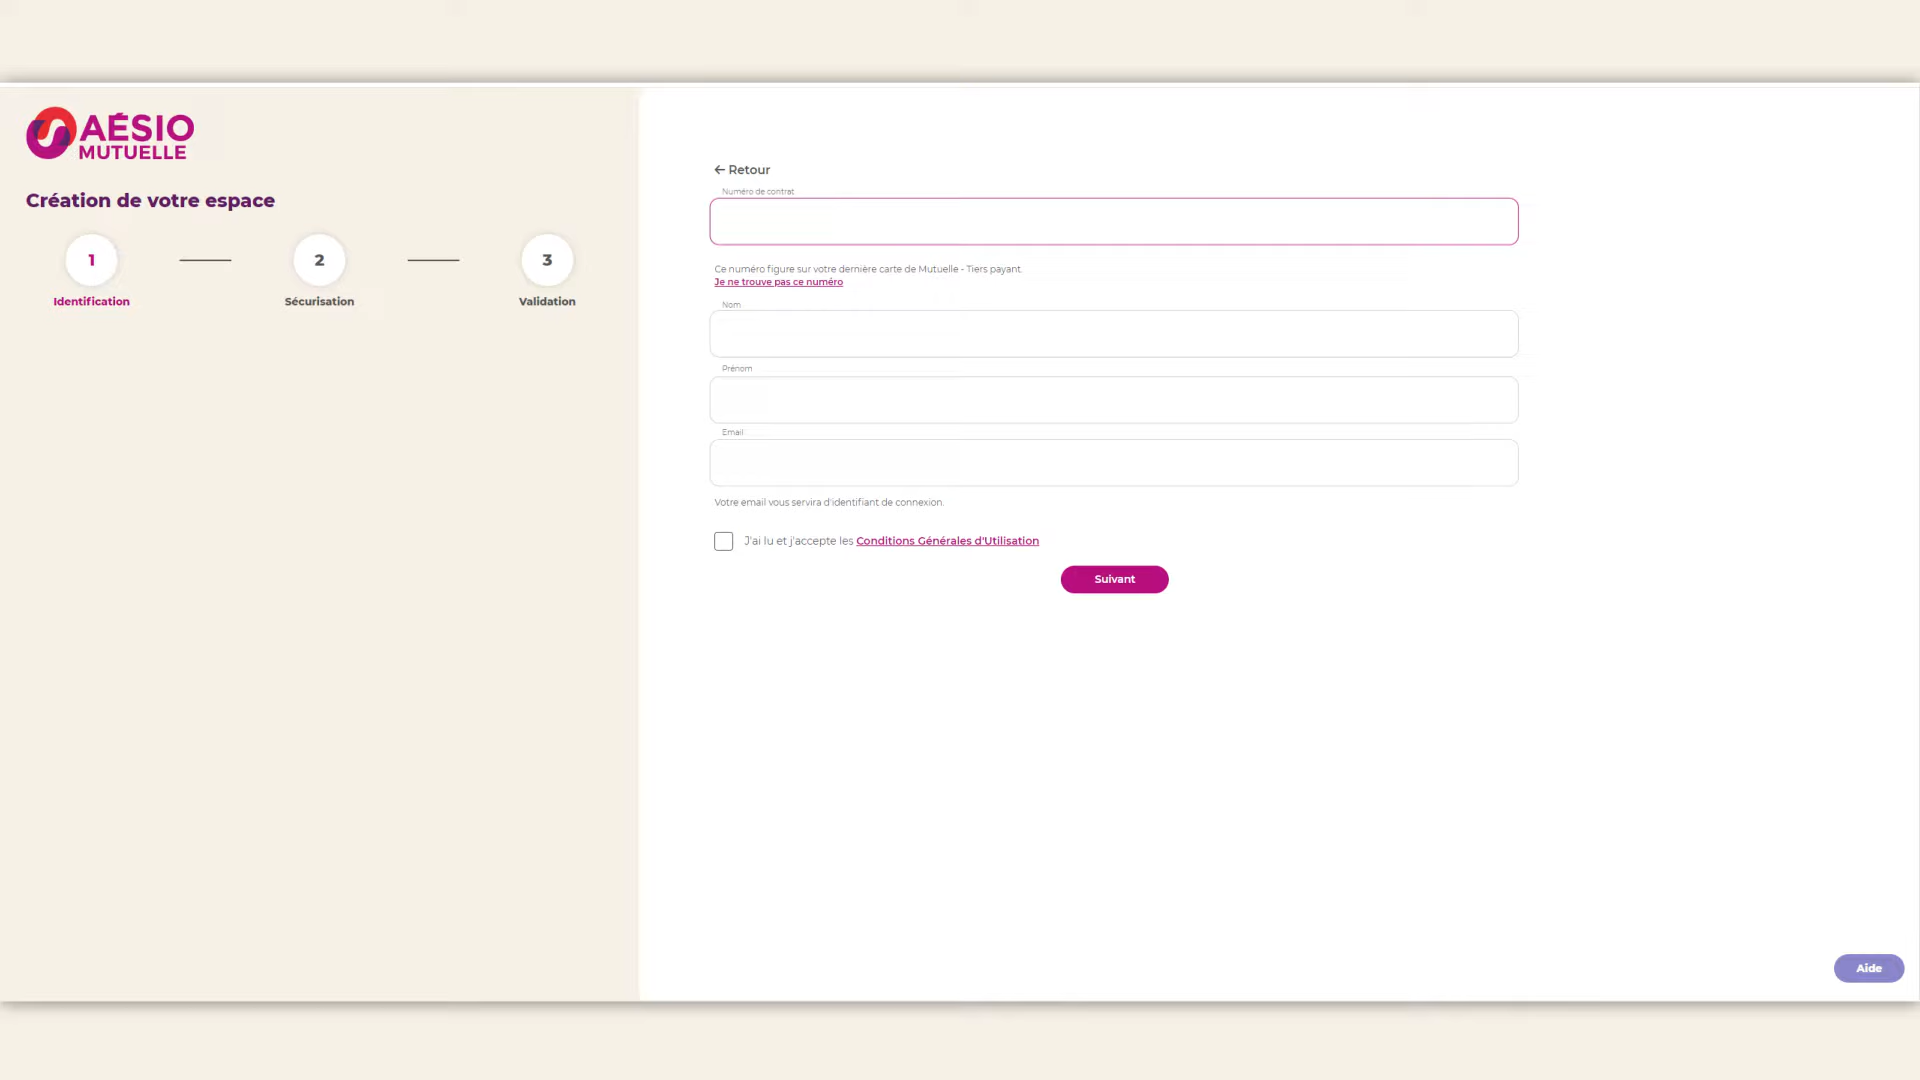 AÉSIO
MUTUELLE
Création de votre espace
1
2
3
Identification
Sécurisation
Validation
← Retour
Numéro de contrat
Ce numéro figure sur votre dernière carte de Mutuelle - Tiers payant.
Je ne trouve pas ce numéro
Nom
Prénom
Email
Votre email vous servira d'identifiant de connexion.
J'ai lu et j'accepte les Conditions Générales d'Utilisation
Suivant
Aide